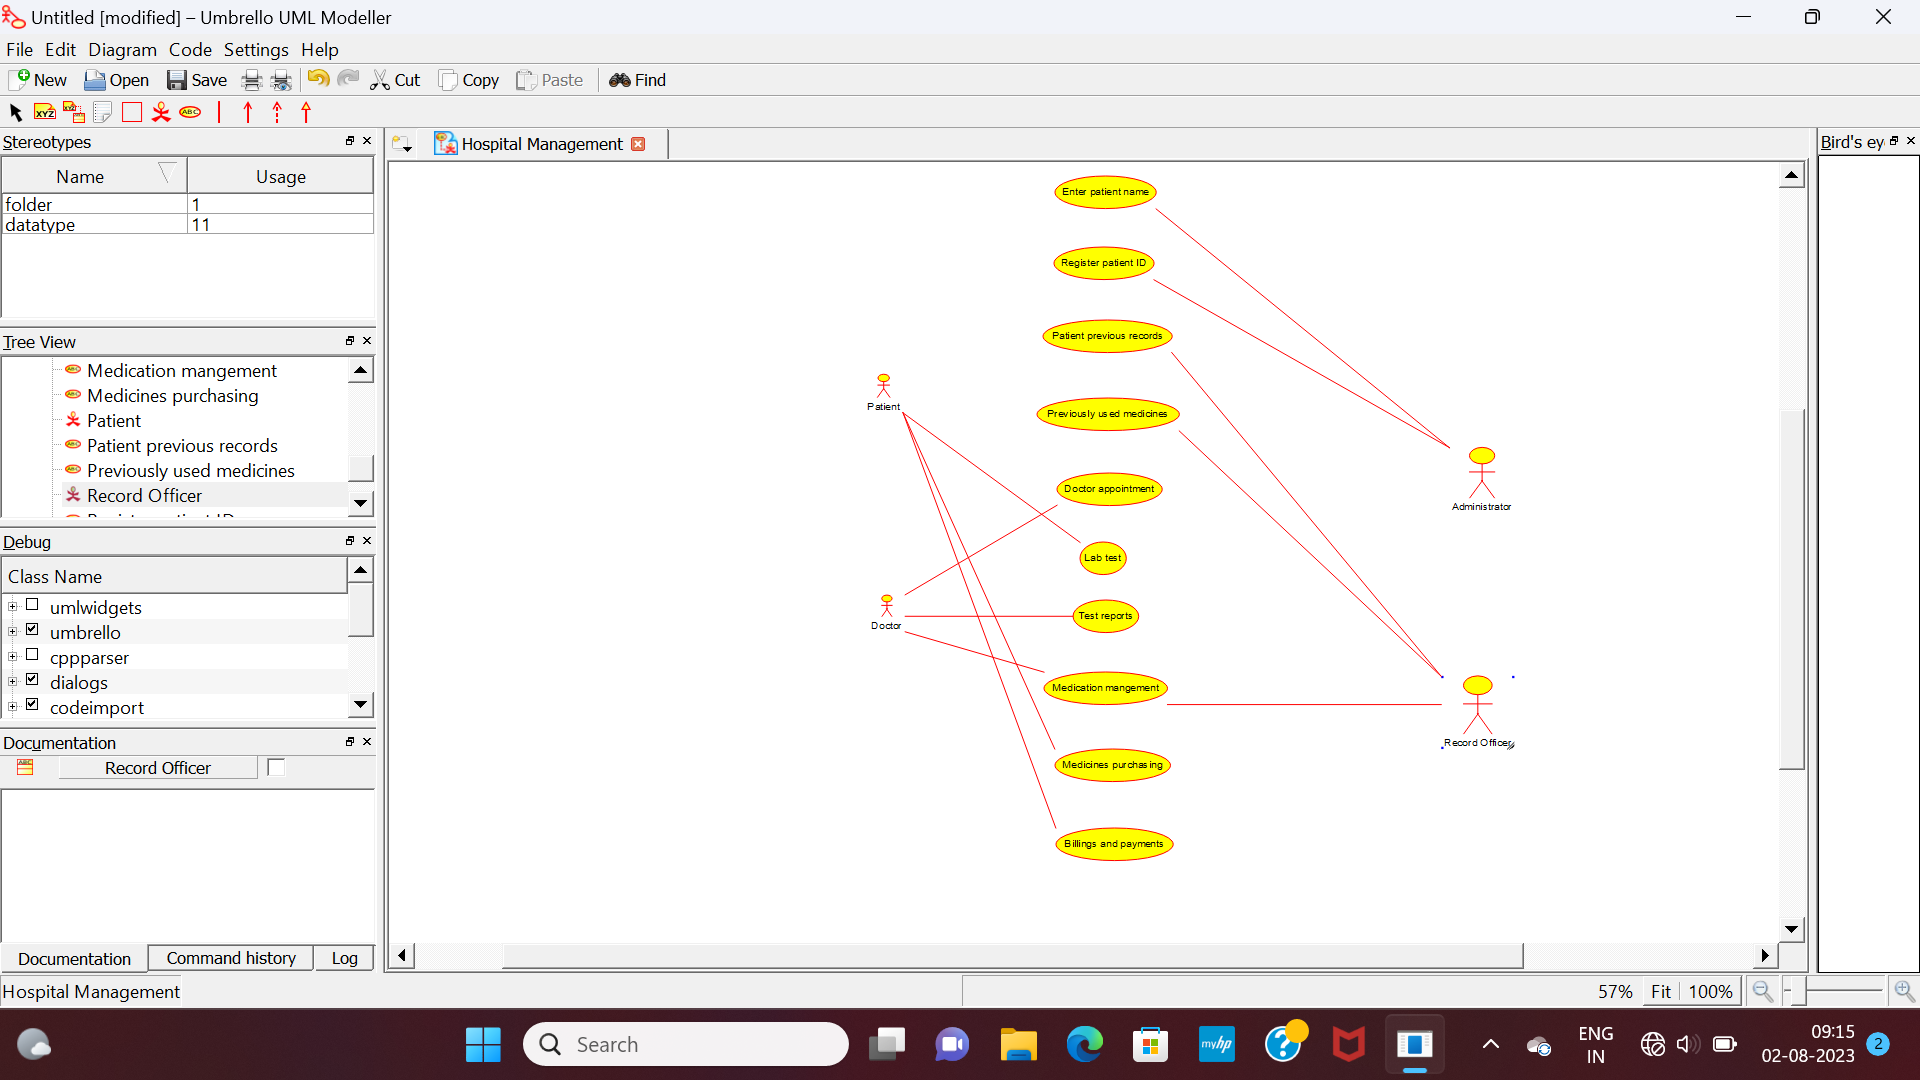 Untitled [modified] – Umbrello UML Modeller
File Edit Diagram Code Settings Help
New Open Save Cut Copy Paste Find
XYZ XYZ ABC
Stereotypes
Name Usage
folder 1
datatype 11
Tree View
Medication mangement
Medicines purchasing
Patient
Patient previous records
Previously used medicines
Record Officer
Debug
Class Name
umlwidgets
umbrello
cppparser
dialogs
codeimport
Documentation
Record Officer
Documentation Command history Log
Hospital Management
Hospital Management
Enter patient name
Register patient ID
Patient previous records
Patient
Previously used medicines
Doctor appointment
Administrator
Lab test
Test reports
Doctor
Medication mangement
Record Officer
Medicines purchasing
Billings and payments
Bird's ey
57% Fit 100%
Search
myhp
ENG
IN
09:15
02-08-2023
2